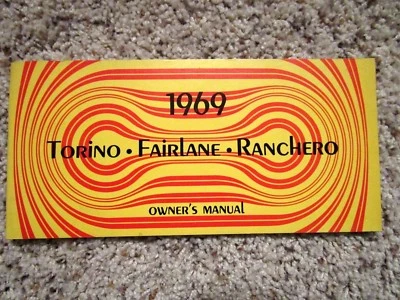 1969
Torino • Fairlane • Ranchero
OWNER'S MANUAL